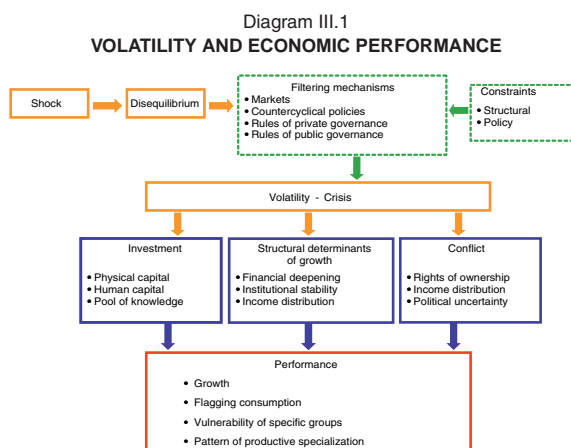 Diagram III.1
VOLATILITY AND ECONOMIC PERFORMANCE
Shock
Disequilibrium
Filtering mechanisms
• Markets
• Countercyclical policies
• Rules of private governance
• Rules of public governance
Constraints
• Structural
• Policy
Volatility - Crisis
Investment
• Physical capital
• Human capital
• Pool of knowledge
Structural determinants
of growth
• Financial deepening
• Institutional stability
• Income distribution
Conflict
• Rights of ownership
• Income distribution
• Political uncertainty
Performance
• Growth
• Flagging consumption
• Vulnerability of specific groups
• Pattern of productive specialization